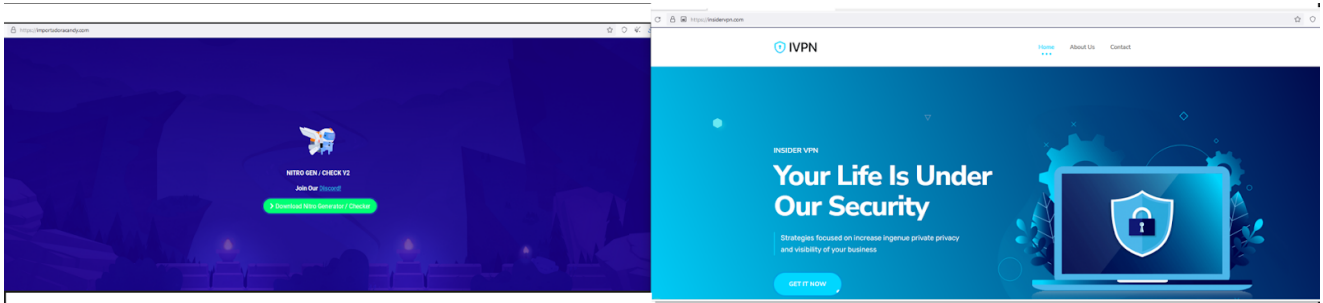 https://importadorasandy.com
NITRO GEN / CHECK V2
Join Our Discord!
> Download Nitro Generator / Checker
https://insidervpn.com
IVPN
Home About Us Contact
INSIDER VPN
Your Life Is Under
Our Security
Strategies focused on increase ingenue private privacy
and visibility of your business
GET IT NOW